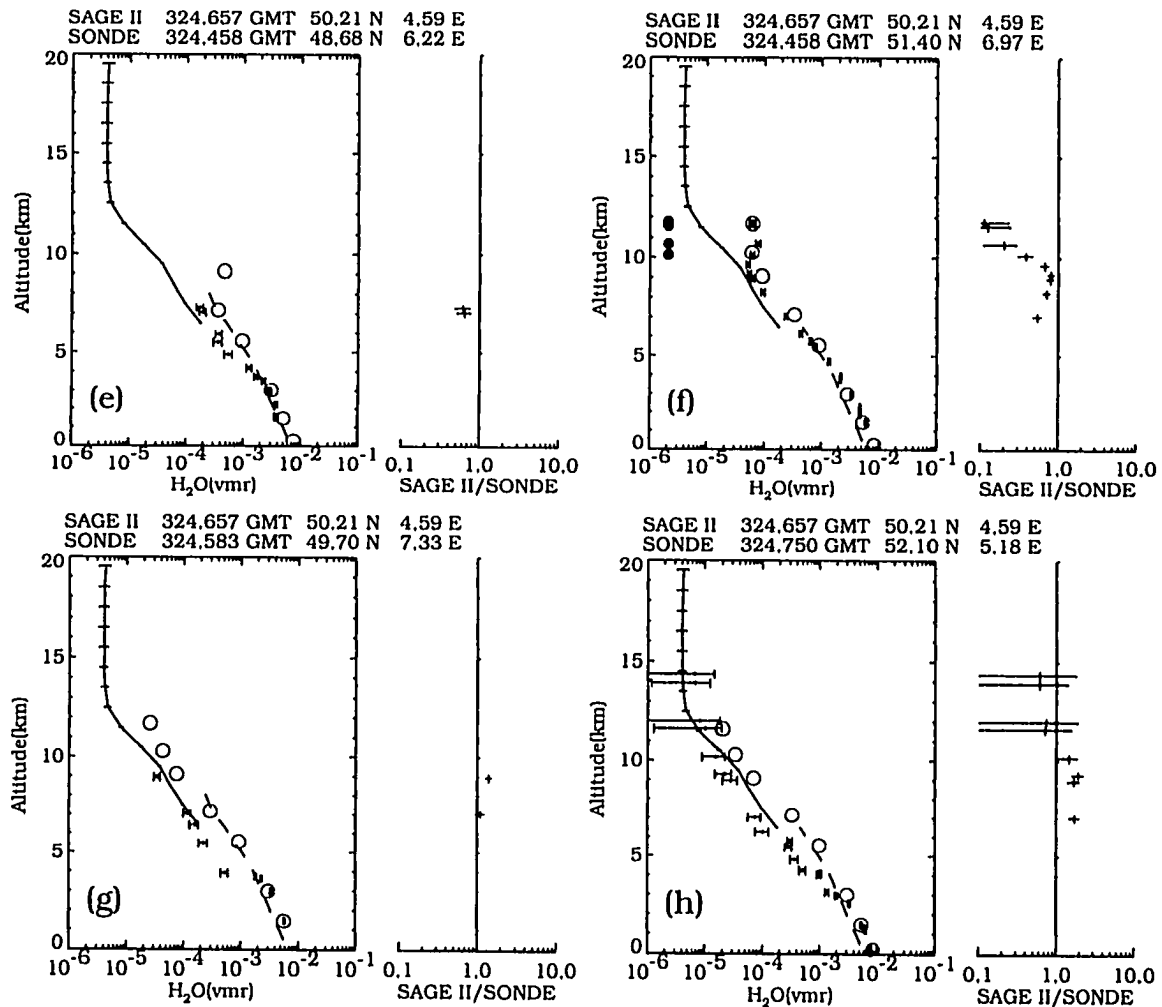 SAGE II 324.657 GMT 50.21 N 4.59 E
SONDE 324.458 GMT 48.68 N 6.22 E
20
15
10
5
0
Altitude(km)
(e)
10⁻⁶ 10⁻⁵ 10⁻⁴ 10⁻³ 10⁻² 10⁻¹
H₂O(vmr)
0.1 1.0 10.0
SAGE II/SONDE
SAGE II 324.657 GMT 50.21 N 4.59 E
SONDE 324.458 GMT 51.40 N 6.97 E
20
15
10
5
0
Altitude(km)
(f)
10⁻⁶ 10⁻⁵ 10⁻⁴ 10⁻³ 10⁻² 10⁻¹
H₂O(vmr)
0.1 1.0 10.0
SAGE II/SONDE
SAGE II 324.657 GMT 50.21 N 4.59 E
SONDE 324.583 GMT 49.70 N 7.33 E
20
15
10
5
0
Altitude(km)
(g)
10⁻⁶ 10⁻⁵ 10⁻⁴ 10⁻³ 10⁻² 10⁻¹
H₂O(vmr)
0.1 1.0 10.0
SAGE II/SONDE
SAGE II 324.657 GMT 50.21 N 4.59 E
SONDE 324.750 GMT 52.10 N 5.18 E
20
15
10
5
0
Altitude(km)
(h)
10⁻⁶ 10⁻⁵ 10⁻⁴ 10⁻³ 10⁻² 10⁻¹
H₂O(vmr)
0.1 1.0 10.0
SAGE II/SONDE